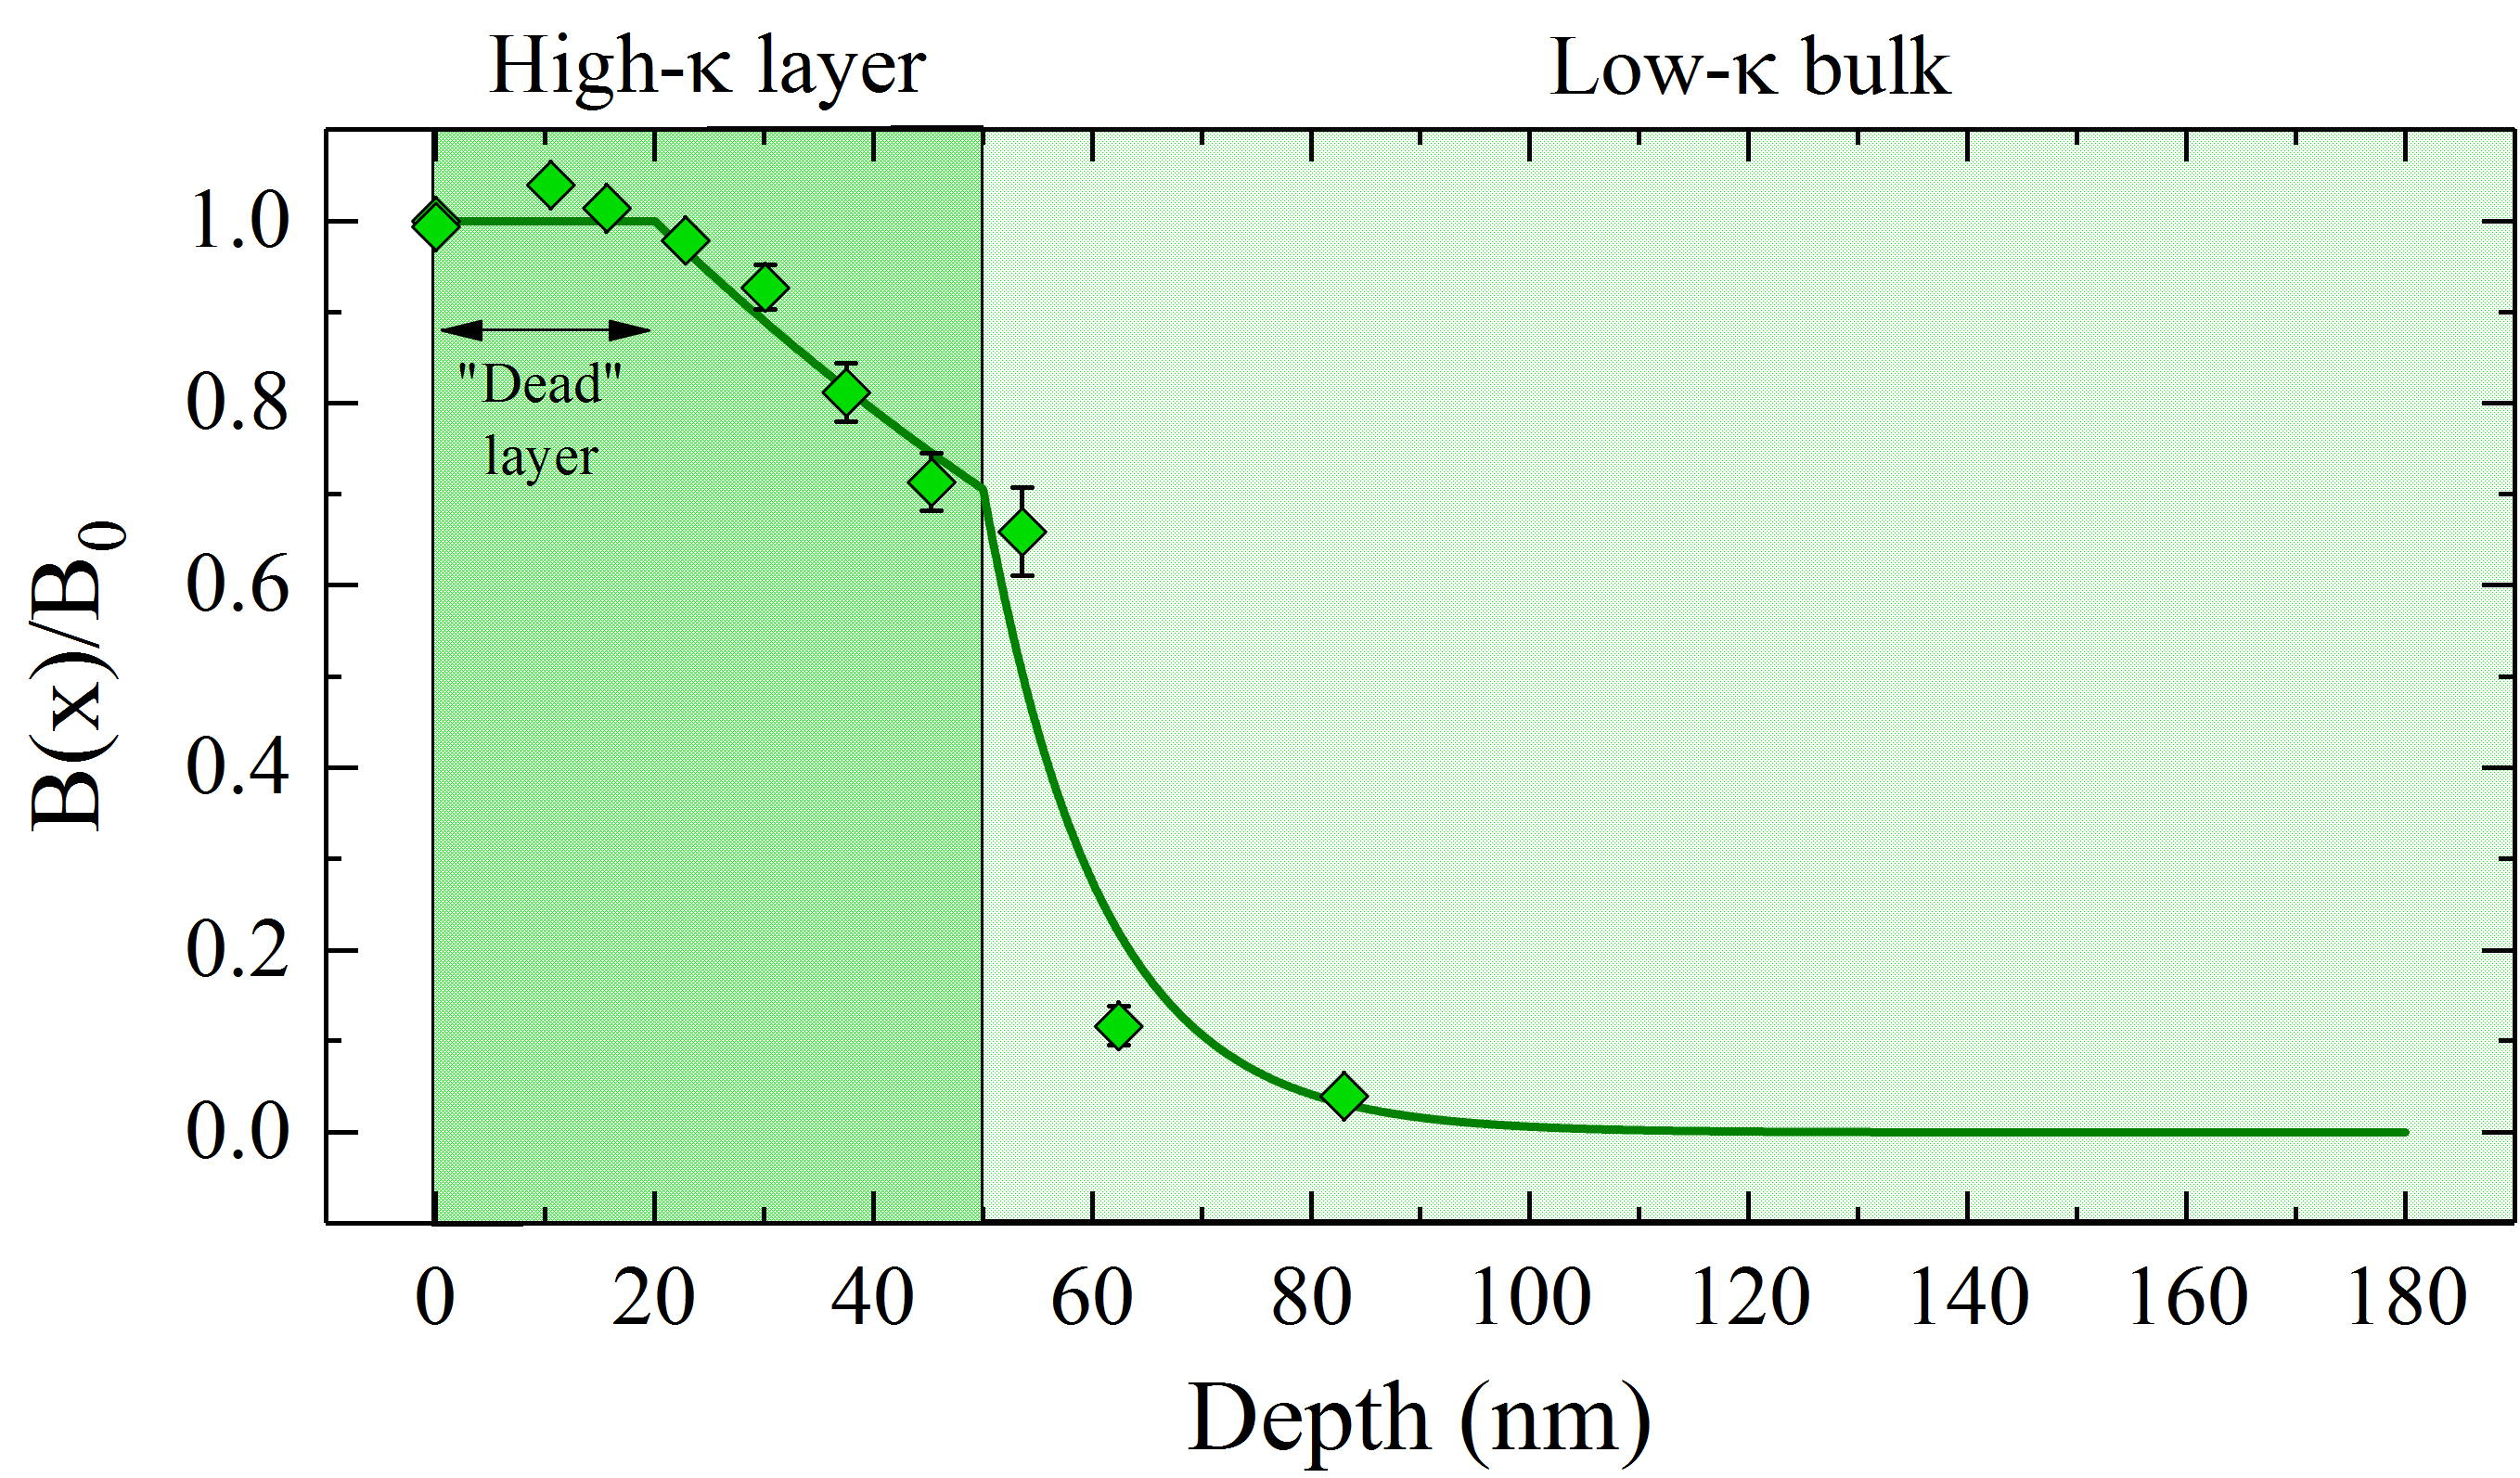 High-κ layer
Low-κ bulk
B(x)/B₀
1.0
0.8
0.6
0.4
0.2
0.0
"Dead"
layer
0 20 40 60 80 100 120 140 160 180
Depth (nm)